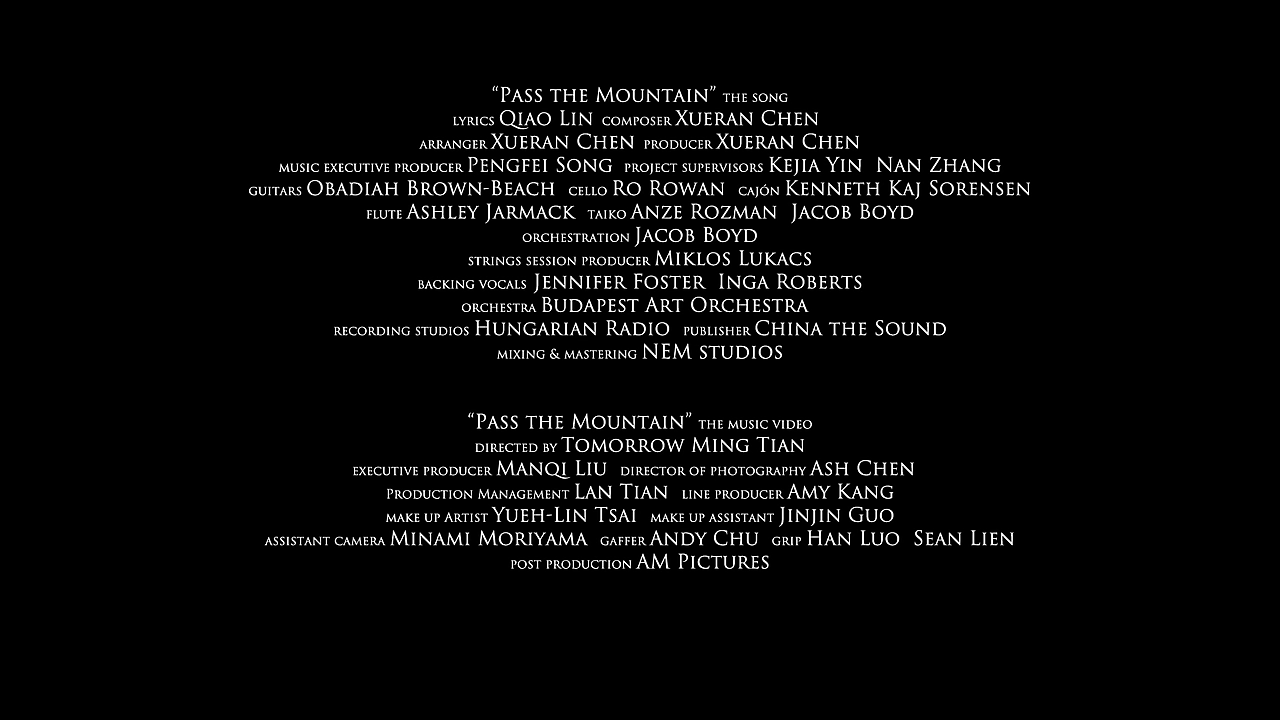 “Pass the Mountain” the song
lyrics Qiao Lin composer Xueran Chen
arranger Xueran Chen producer Xueran Chen
music executive producer Pengfei Song project supervisors Kejia Yin Nan Zhang
guitars Obadiah Brown-Beach cello Ro Rowan cajón Kenneth Kaj Sorensen
flute Ashley Jarmack taiko Anze Rozman Jacob Boyd
orchestration Jacob Boyd
strings session producer Miklos Lukacs
backing vocals Jennifer Foster Inga Roberts
orchestra Budapest Art Orchestra
recording studios Hungarian Radio publisher China the Sound
mixing & mastering NEM studios
“Pass the Mountain” the music video
directed by Tomorrow Ming Tian
executive producer Manqi Liu director of photography Ash Chen
Production Management Lan Tian line producer Amy Kang
make up Artist Yueh-Lin Tsai make up assistant Jinjin Guo
assistant camera Minami Moriyama gaffer Andy Chu grip Han Luo Sean Lien
post production AM Pictures